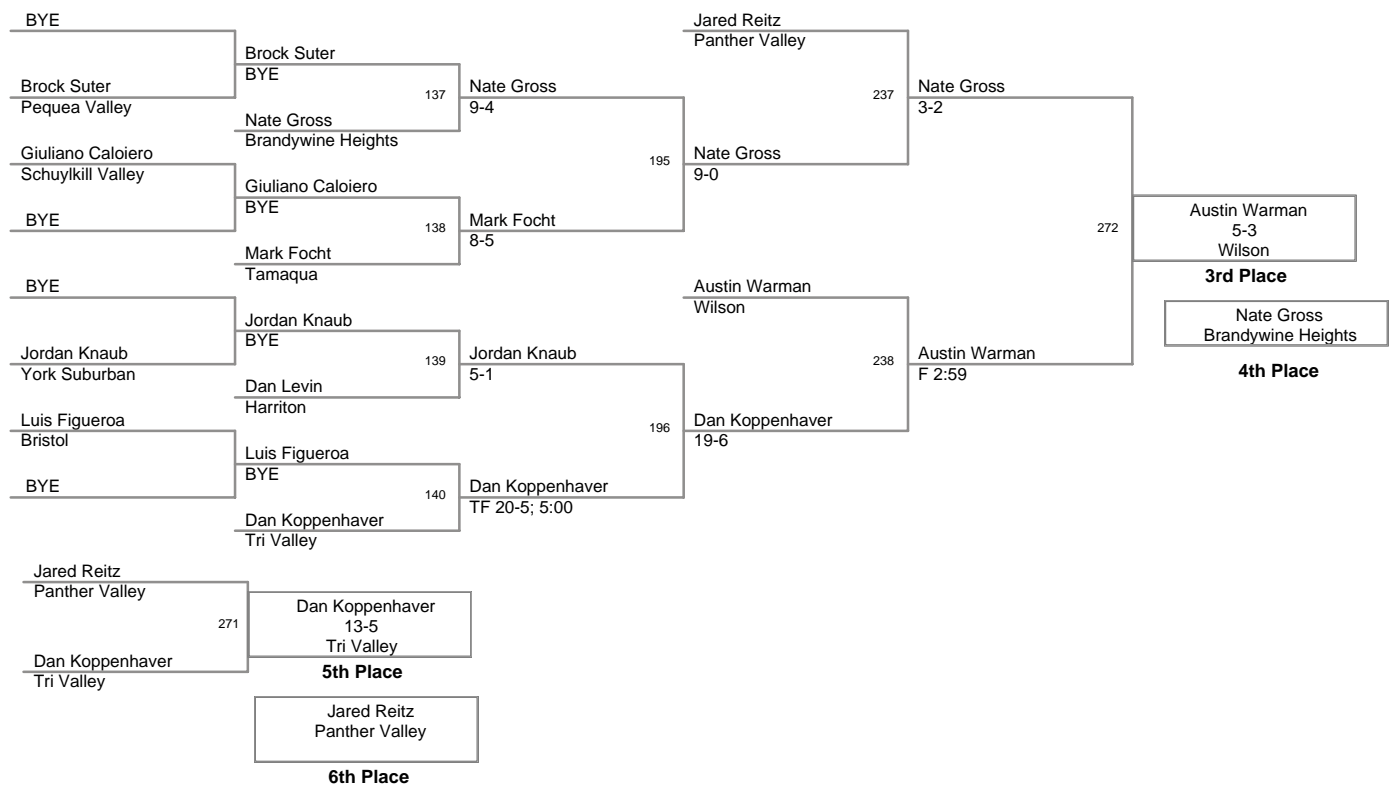 BYE
Brock Suter
Pequea Valley
Giuliano Caloiero
Schuylkill Valley
BYE
BYE
Jordan Knaub
York Suburban
Luis Figueroa
Bristol
BYE
Brock Suter
BYE
137
Nate Gross
Brandywine Heights
Giuliano Caloiero
BYE
138
Mark Focht
Tamaqua
Jordan Knaub
BYE
139
Dan Levin
Harriton
Luis Figueroa
BYE
140
Dan Koppenhaver
Tri Valley
Nate Gross
9-4
195
Mark Focht
8-5
Jordan Knaub
5-1
196
Dan Koppenhaver
TF 20-5; 5:00
Jared Reitz
Panther Valley
237
Nate Gross
9-0
Austin Warman
Wilson
238
Dan Koppenhaver
19-6
Nate Gross
3-2
272
Austin Warman
F 2:59
Austin Warman
5-3
Wilson
3rd Place
Nate Gross
Brandywine Heights
4th Place
Jared Reitz
Panther Valley
271
Dan Koppenhaver
Tri Valley
Dan Koppenhaver
13-5
Tri Valley
5th Place
Jared Reitz
Panther Valley
6th Place